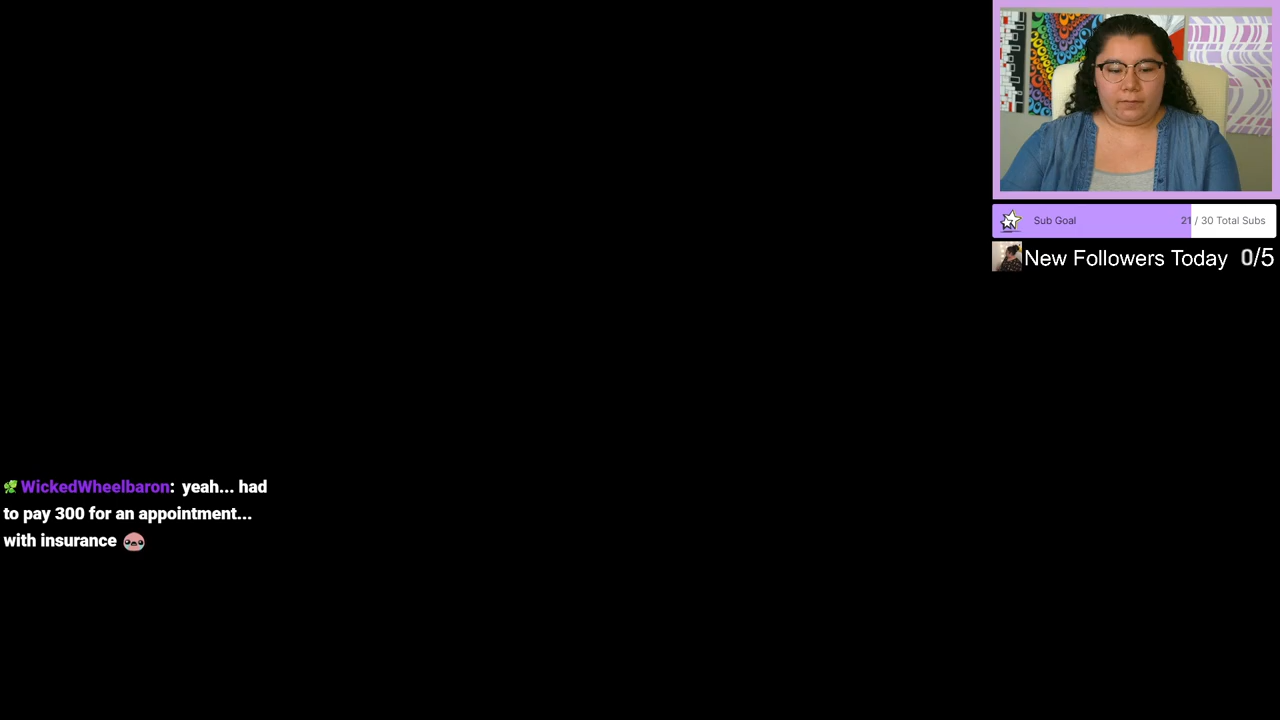 Sub Goal 21 / 30 Total Subs
New Followers Today 0/5
WickedWheelbaron: yeah... had
to pay 300 for an appointment...
with insurance